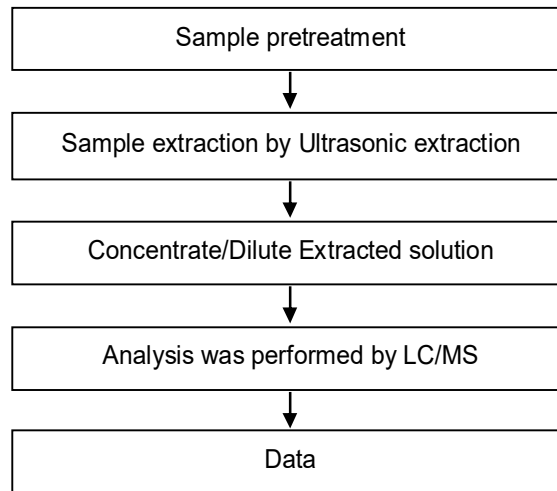 Sample pretreatment
Sample extraction by Ultrasonic extraction
Concentrate/Dilute Extracted solution
Analysis was performed by LC/MS
Data